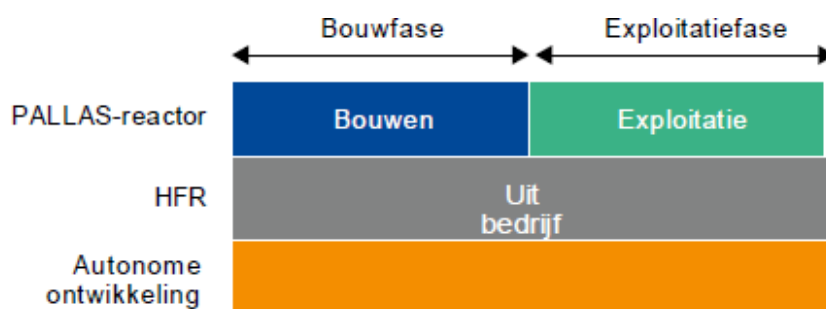 Bouwfase
Exploitatiefase
PALLAS-reactor
Bouwen
Exploitatie
HFR
Uit
bedrijf
Autonome
ontwikkeling